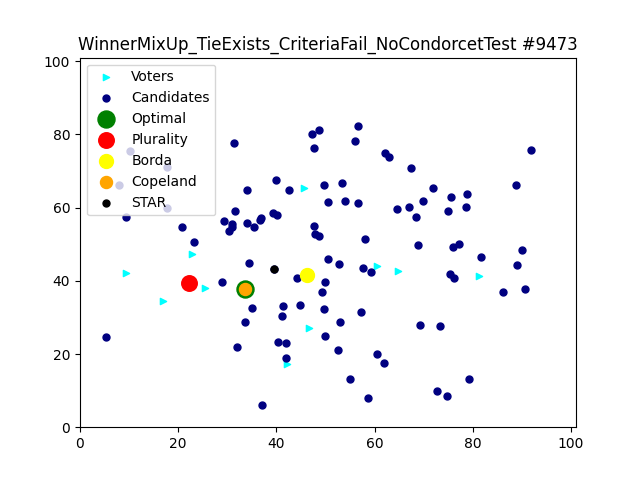 WinnerMixUp_TieExists_CriteriaFail_NoCondorcetTest #9473
100
80
60
40
20
0
Voters
Candidates
Optimal
Plurality
Borda
Copeland
STAR
0 20 40 60 80 100